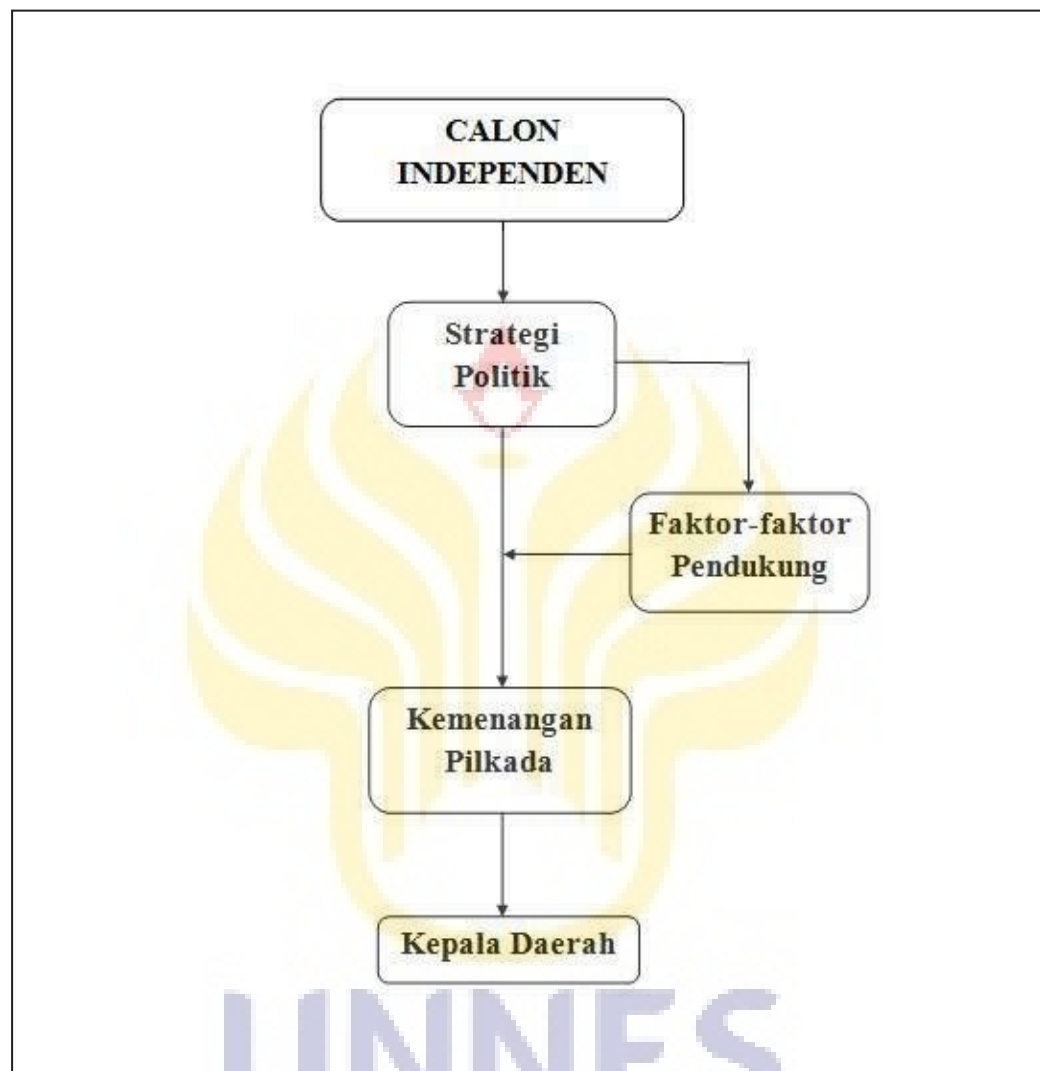 CALON
INDEPENDEN
Strategi
Politik
Faktor-faktor
Pendukung
Kemenangan
Pilkada
Kepala Daerah
UNNES